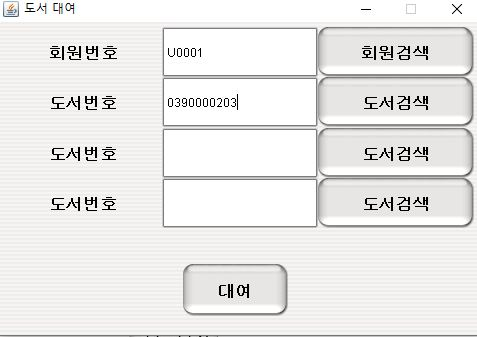 도서 대여
회원번호 U0001 회원검색
도서번호 0390000203 도서검색
도서번호 도서검색
도서번호 도서검색
대여